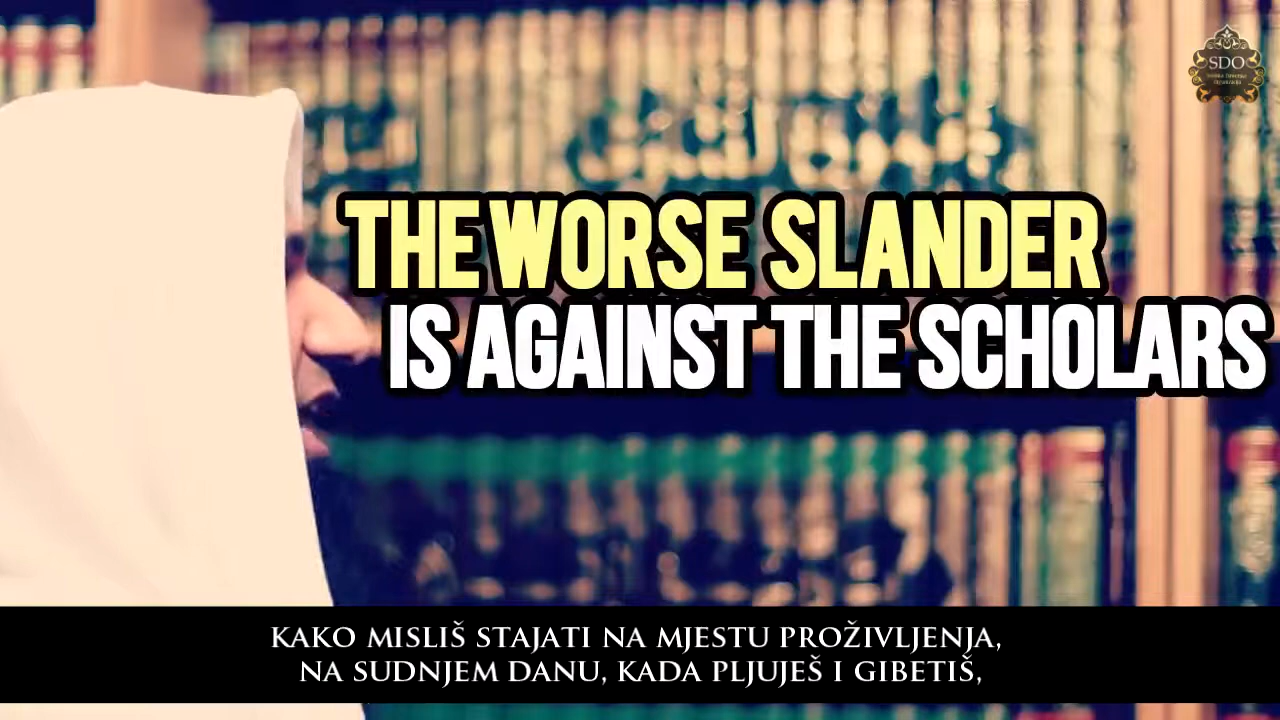 SDO
THE WORSE SLANDER
IS AGAINST THE SCHOLARS
KAKO MISLIŠ STAJATI NA MJESTU PROŽIVLJENJA,
NA SUDNJEM DANU, KADA PLJUJEŠ I GIBETIŠ,